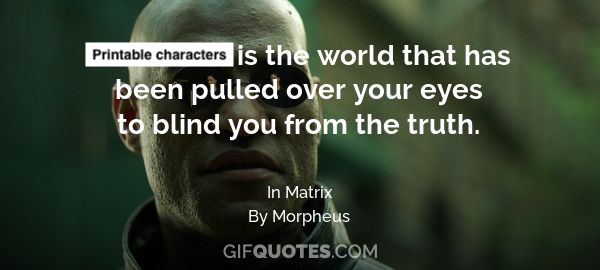 Printable characters is the world that has
been pulled over your eyes
to blind you from the truth.
In Matrix
By Morpheus
GIFQUOTES.COM